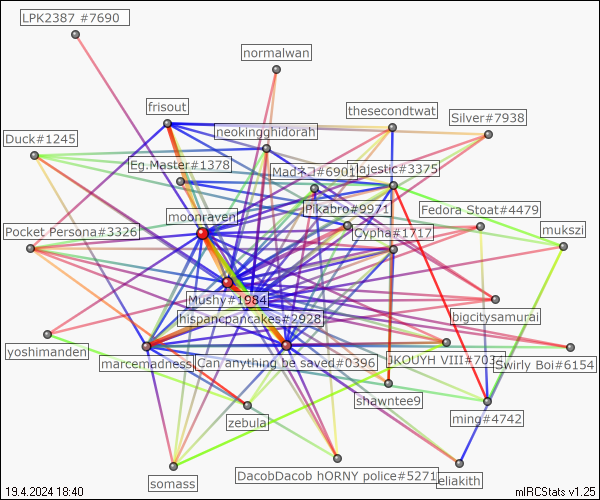 LPK2387 #7690
normalwan
frisout
thesecondtwat
Silver#7938
neokingghidorah
Duck#1245
Eg.Master#1378
Madネコ#6901
ajestic#3375
moonraven
Pikabro#9971
Fedora Stoat#4479
Pocket Persona#3326
Cypha#1717
mukszi
Mushy#1984
hispancpancakes#2928
bigcitysamurai
yoshimanden
marcemadness
Can anything be saved#0396
JKOUYH VIII#703
Swirly Boi#6154
shawntee9
zebula
ming#4742
somass
DacobDacob hORNY police#5271
eliakith
19.4.2024 18:40
mIRCStats v1.25